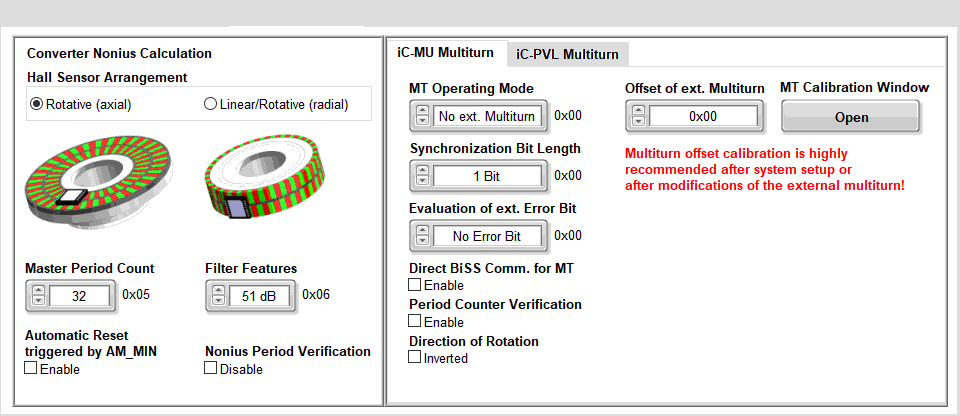 Converter Nonius Calculation
Hall Sensor Arrangement
Rotative (axial)
Linear/Rotative (radial)
Master Period Count
32
0x05
Filter Features
51 dB
0x06
Automatic Reset
triggered by AM_MIN
Enable
Nonius Period Verification
Disable
iC-MU Multiturn
iC-PVL Multiturn
MT Operating Mode
No ext. Multiturn
0x00
Synchronization Bit Length
1 Bit
0x00
Evaluation of ext. Error Bit
No Error Bit
0x00
Direct BiSS Comm. for MT
Enable
Period Counter Verification
Enable
Direction of Rotation
Inverted
Offset of ext. Multiturn
0x00
MT Calibration Window
Open
Multiturn offset calibration is highly
recommended after system setup or
after modifications of the external multiturn!